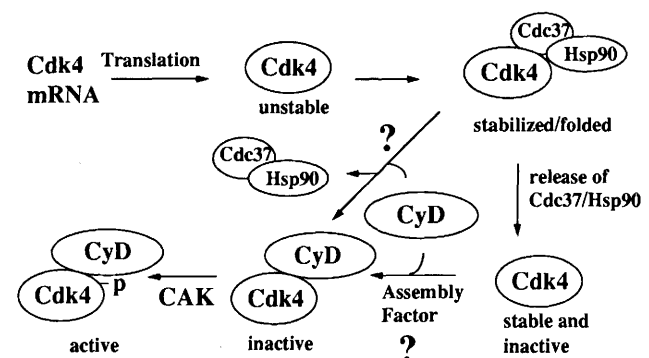 Cdk4
mRNA
Translation
Cdk4
unstable
Cdc37
Hsp90
Cdk4
stabilized/folded
?
Cdc37
Hsp90
release of
Cdc37/Hsp90
CyD
CyD
Cdk4
p
active
CAK
CyD
Cdk4
inactive
Assembly
Factor
?
Cdk4
stable and
inactive